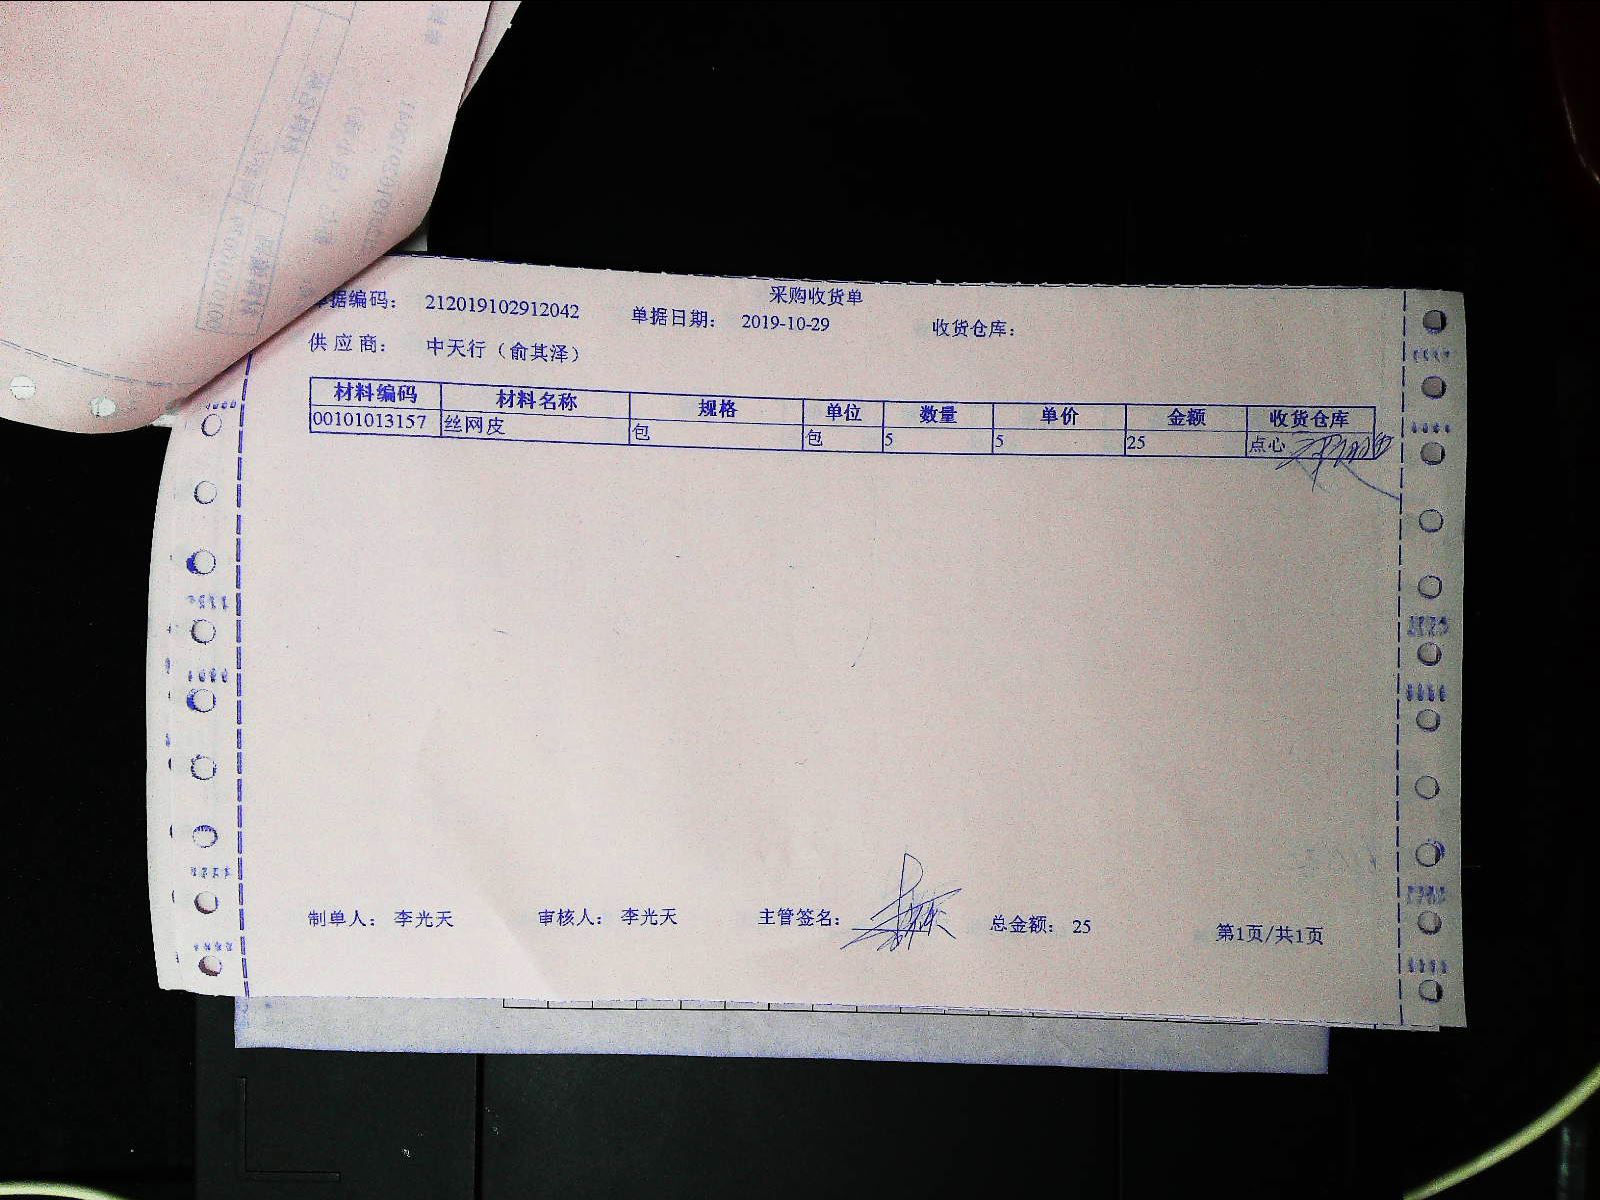 采购收货单
单据编码： 212019102912042 单据日期： 2019-10-29 收货仓库：
供 应 商： 中天行（俞其泽）
材料编码 材料名称 规格 单位 数量 单价 金额 收货仓库
00101013157 丝网皮 包 包 5 5 25 点心
制单人： 李光天 审核人： 李光天 主管签名： 总金额： 25 第1页/共1页